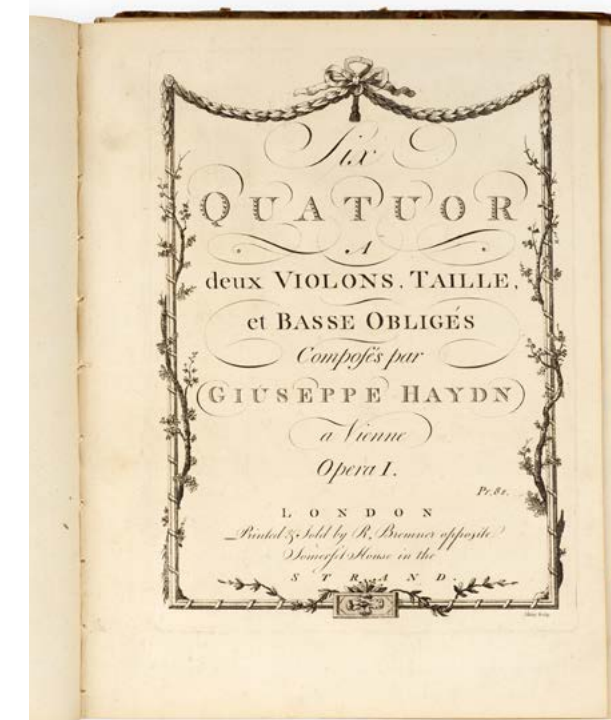 Six
QUATUOR
A
deux VIOLONS, TAILLE,
et BASSE OBLIGÉS
Composés par
GIUSEPPE HAYDN
a Vienne
Opera I.
Pr. 8s.
LONDON
Printed & Sold by R. Bremner opposite
Somerset House in the
STRAND.